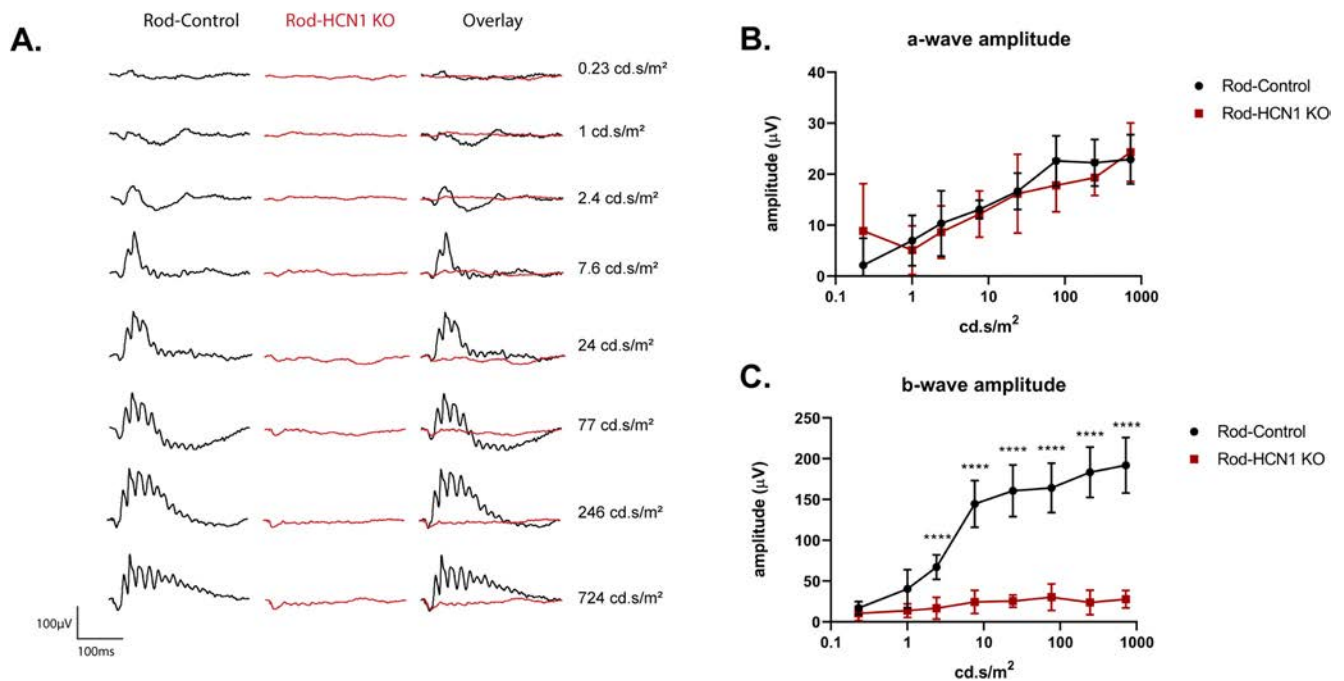 A.
Rod-Control Rod-HCN1 KO Overlay
0.23 cd.s/m²
1 cd.s/m²
2.4 cd.s/m²
7.6 cd.s/m²
24 cd.s/m²
77 cd.s/m²
246 cd.s/m²
724 cd.s/m²
100µV
100ms
B.
a-wave amplitude
amplitude (µV)
40
30
20
10
0
0.1 1 10 100 1000
cd.s/m²
Rod-Control
Rod-HCN1 KO
C.
b-wave amplitude
amplitude (µV)
250
200
150
100
50
0
**** **** **** **** **** ****
0.1 1 10 100 1000
cd.s/m²
Rod-Control
Rod-HCN1 KO